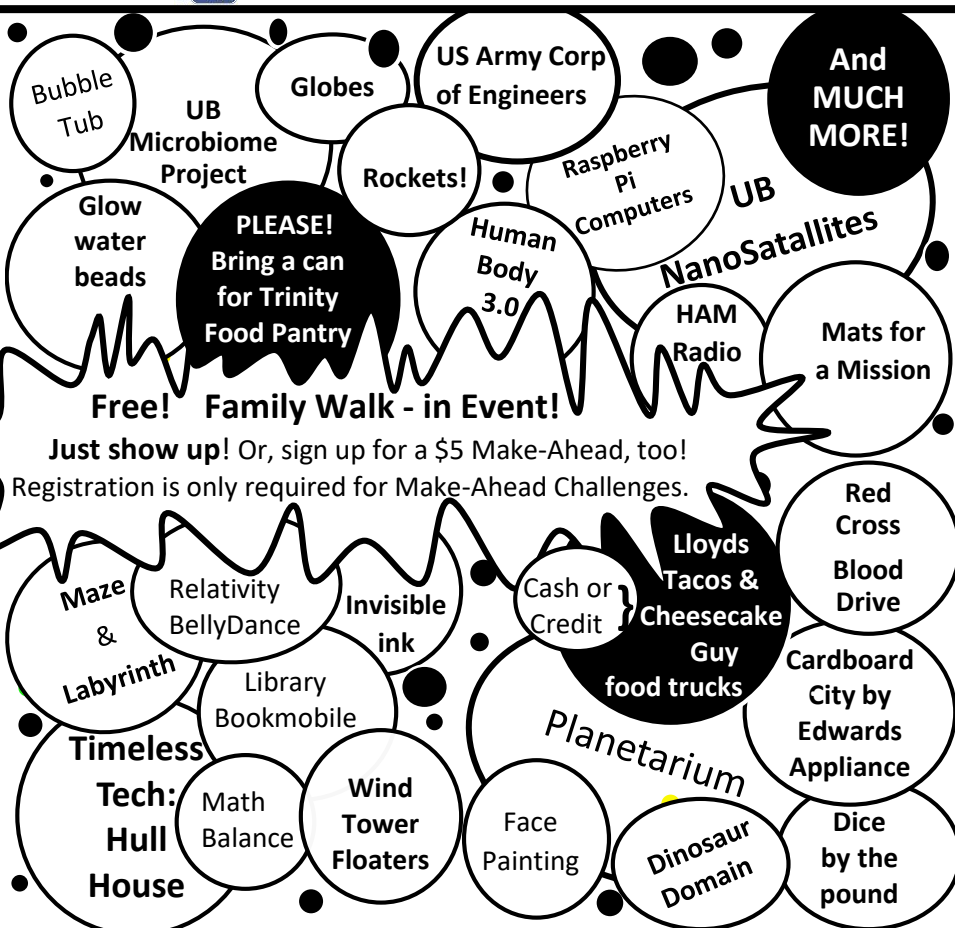 Bubble
Tub
UB
Microbiome
Project
Globes
US Army Corp
of Engineers
And
MUCH
MORE!
Rockets!
Raspberry
Pi
Computers
UB
NanoSatallites
Glow
water
beads
PLEASE!
Bring a can
for Trinity
Food Pantry
Human
Body
3.0
HAM
Radio
Mats for
a Mission
Free! Family Walk - in Event!
Just show up! Or, sign up for a $5 Make-Ahead, too!
Registration is only required for Make-Ahead Challenges.
Red
Cross
Blood
Drive
Maze
&
Labyrinth
Relativity
BellyDance
Invisible
ink
Cash or
Credit }
Lloyds
Tacos &
Cheesecake
Guy
food trucks
Library
Bookmobile
Planetarium
Cardboard
City by
Edwards
Appliance
Timeless
Tech:
Hull
House
Math
Balance
Wind
Tower
Floaters
Face
Painting
Dinosaur
Domain
Dice
by the
pound